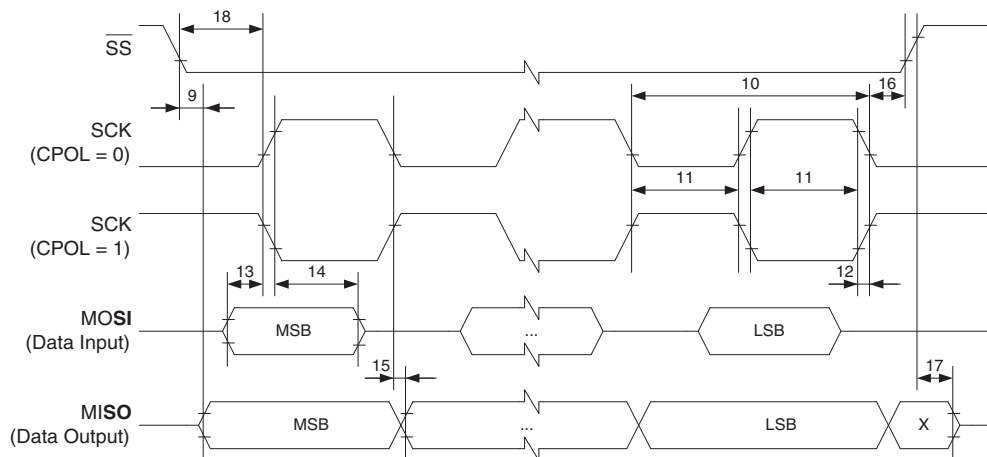 18
SS
9
10
16
SCK
(CPOL = 0)
11
11
SCK
(CPOL = 1)
13
14
12
MOSI
(Data Input)
MSB
...
LSB
15
17
MISO
(Data Output)
MSB
...
LSB
X